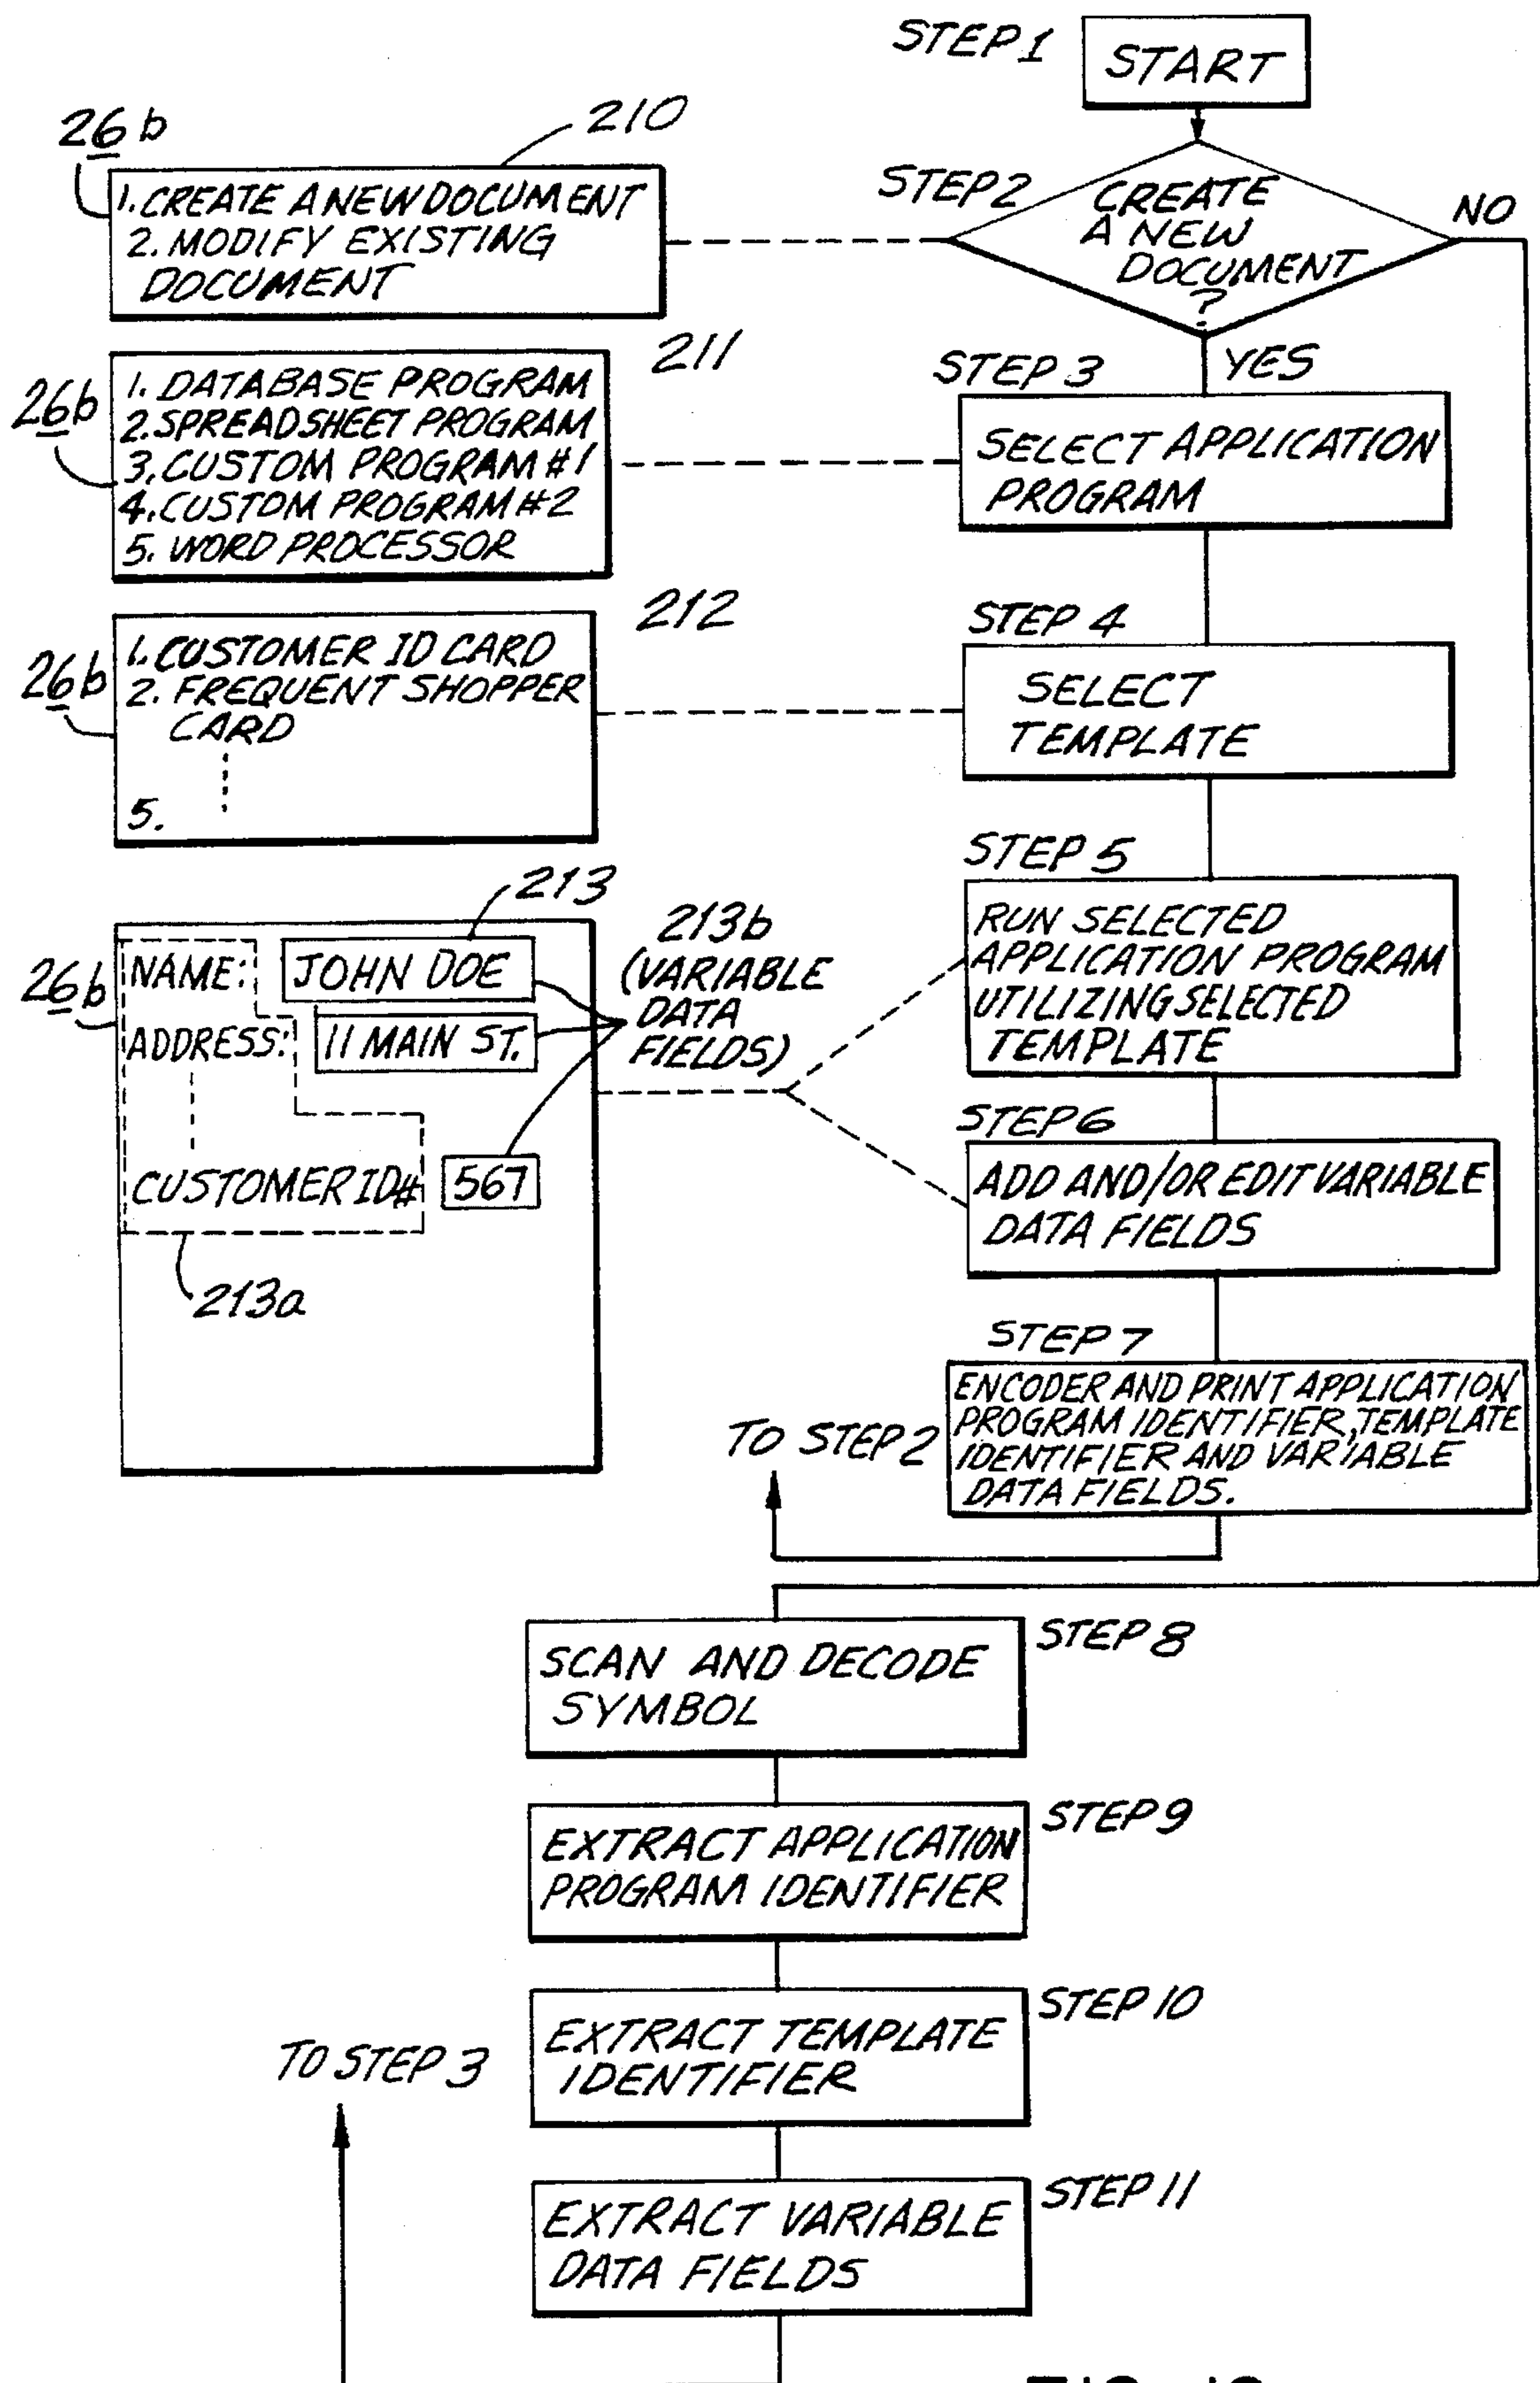 STEP 1
START
26b
210
1. CREATE A NEW DOCUMENT
2. MODIFY EXISTING
DOCUMENT
STEP 2
CREATE
A NEW
DOCUMENT
?
NO
YES
211
26b
1. DATABASE PROGRAM
2. SPREADSHEET PROGRAM
3. CUSTOM PROGRAM #1
4. CUSTOM PROGRAM #2
5. WORD PROCESSOR
STEP 3
SELECT APPLICATION
PROGRAM
212
26b
1. CUSTOMER ID CARD
2. FREQUENT SHOPPER
CARD
5.
STEP 4
SELECT
TEMPLATE
213
26b
NAME: JOHN DOE
ADDRESS: 11 MAIN ST.
CUSTOMER ID# 567
213a
213b
(VARIABLE
DATA
FIELDS)
STEP 5
RUN SELECTED
APPLICATION PROGRAM
UTILIZING SELECTED
TEMPLATE
STEP 6
ADD AND/OR EDIT VARIABLE
DATA FIELDS
STEP 7
ENCODER AND PRINT APPLICATION
PROGRAM IDENTIFIER, TEMPLATE
IDENTIFIER AND VARIABLE
DATA FIELDS.
TO STEP 2
STEP 8
SCAN AND DECODE
SYMBOL
STEP 9
EXTRACT APPLICATION
PROGRAM IDENTIFIER
STEP 10
EXTRACT TEMPLATE
IDENTIFIER
TO STEP 3
STEP 11
EXTRACT VARIABLE
DATA FIELDS